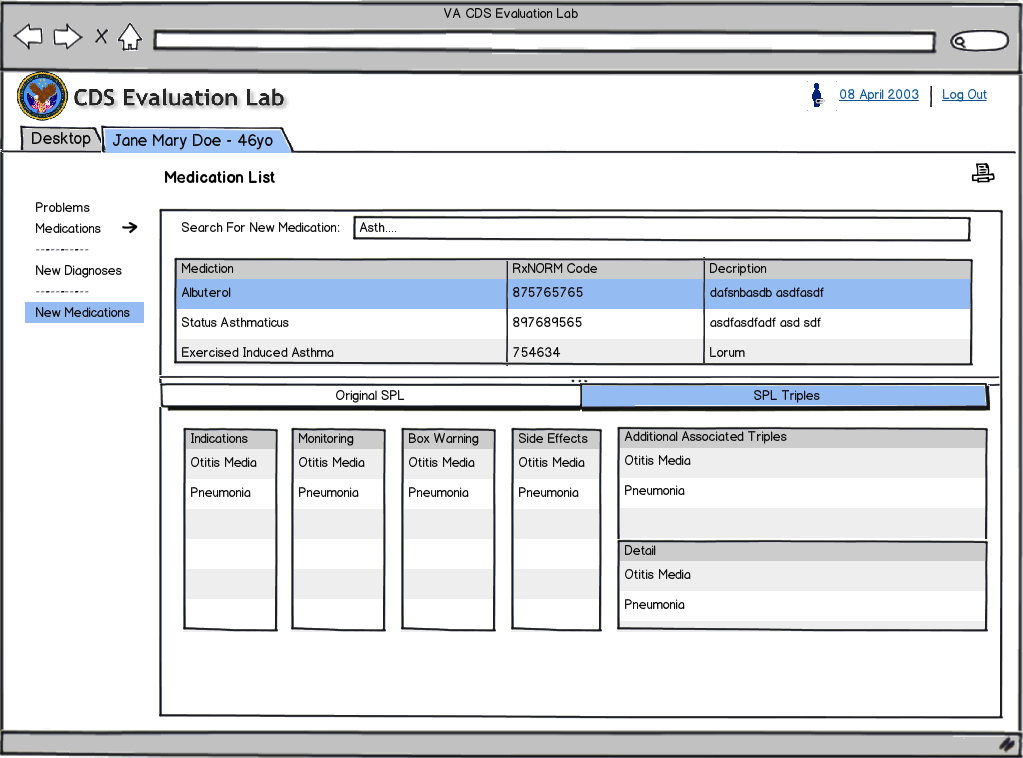 VA CDS Evaluation Lab
X
CDS Evaluation Lab
08 April 2003 | Log Out
Desktop
Jane Mary Doe - 46yo
Medication List
Problems
Medications
----------
New Diagnoses
----------
New Medications
Search For New Medication: Asth....
Mediction RxNORM Code Decription
Albuterol 875765765 dafsnbasdb asdfasdf
Status Asthmaticus 897689565 asdfasdfadf asd sdf
Exercised Induced Asthma 754634 Lorum
Original SPL SPL Triples
Indications Monitoring Box Warning Side Effects Additional Associated Triples
Otitis Media Otitis Media Otitis Media Otitis Media Otitis Media
Pneumonia Pneumonia Pneumonia Pneumonia Pneumonia
Detail
Otitis Media
Pneumonia